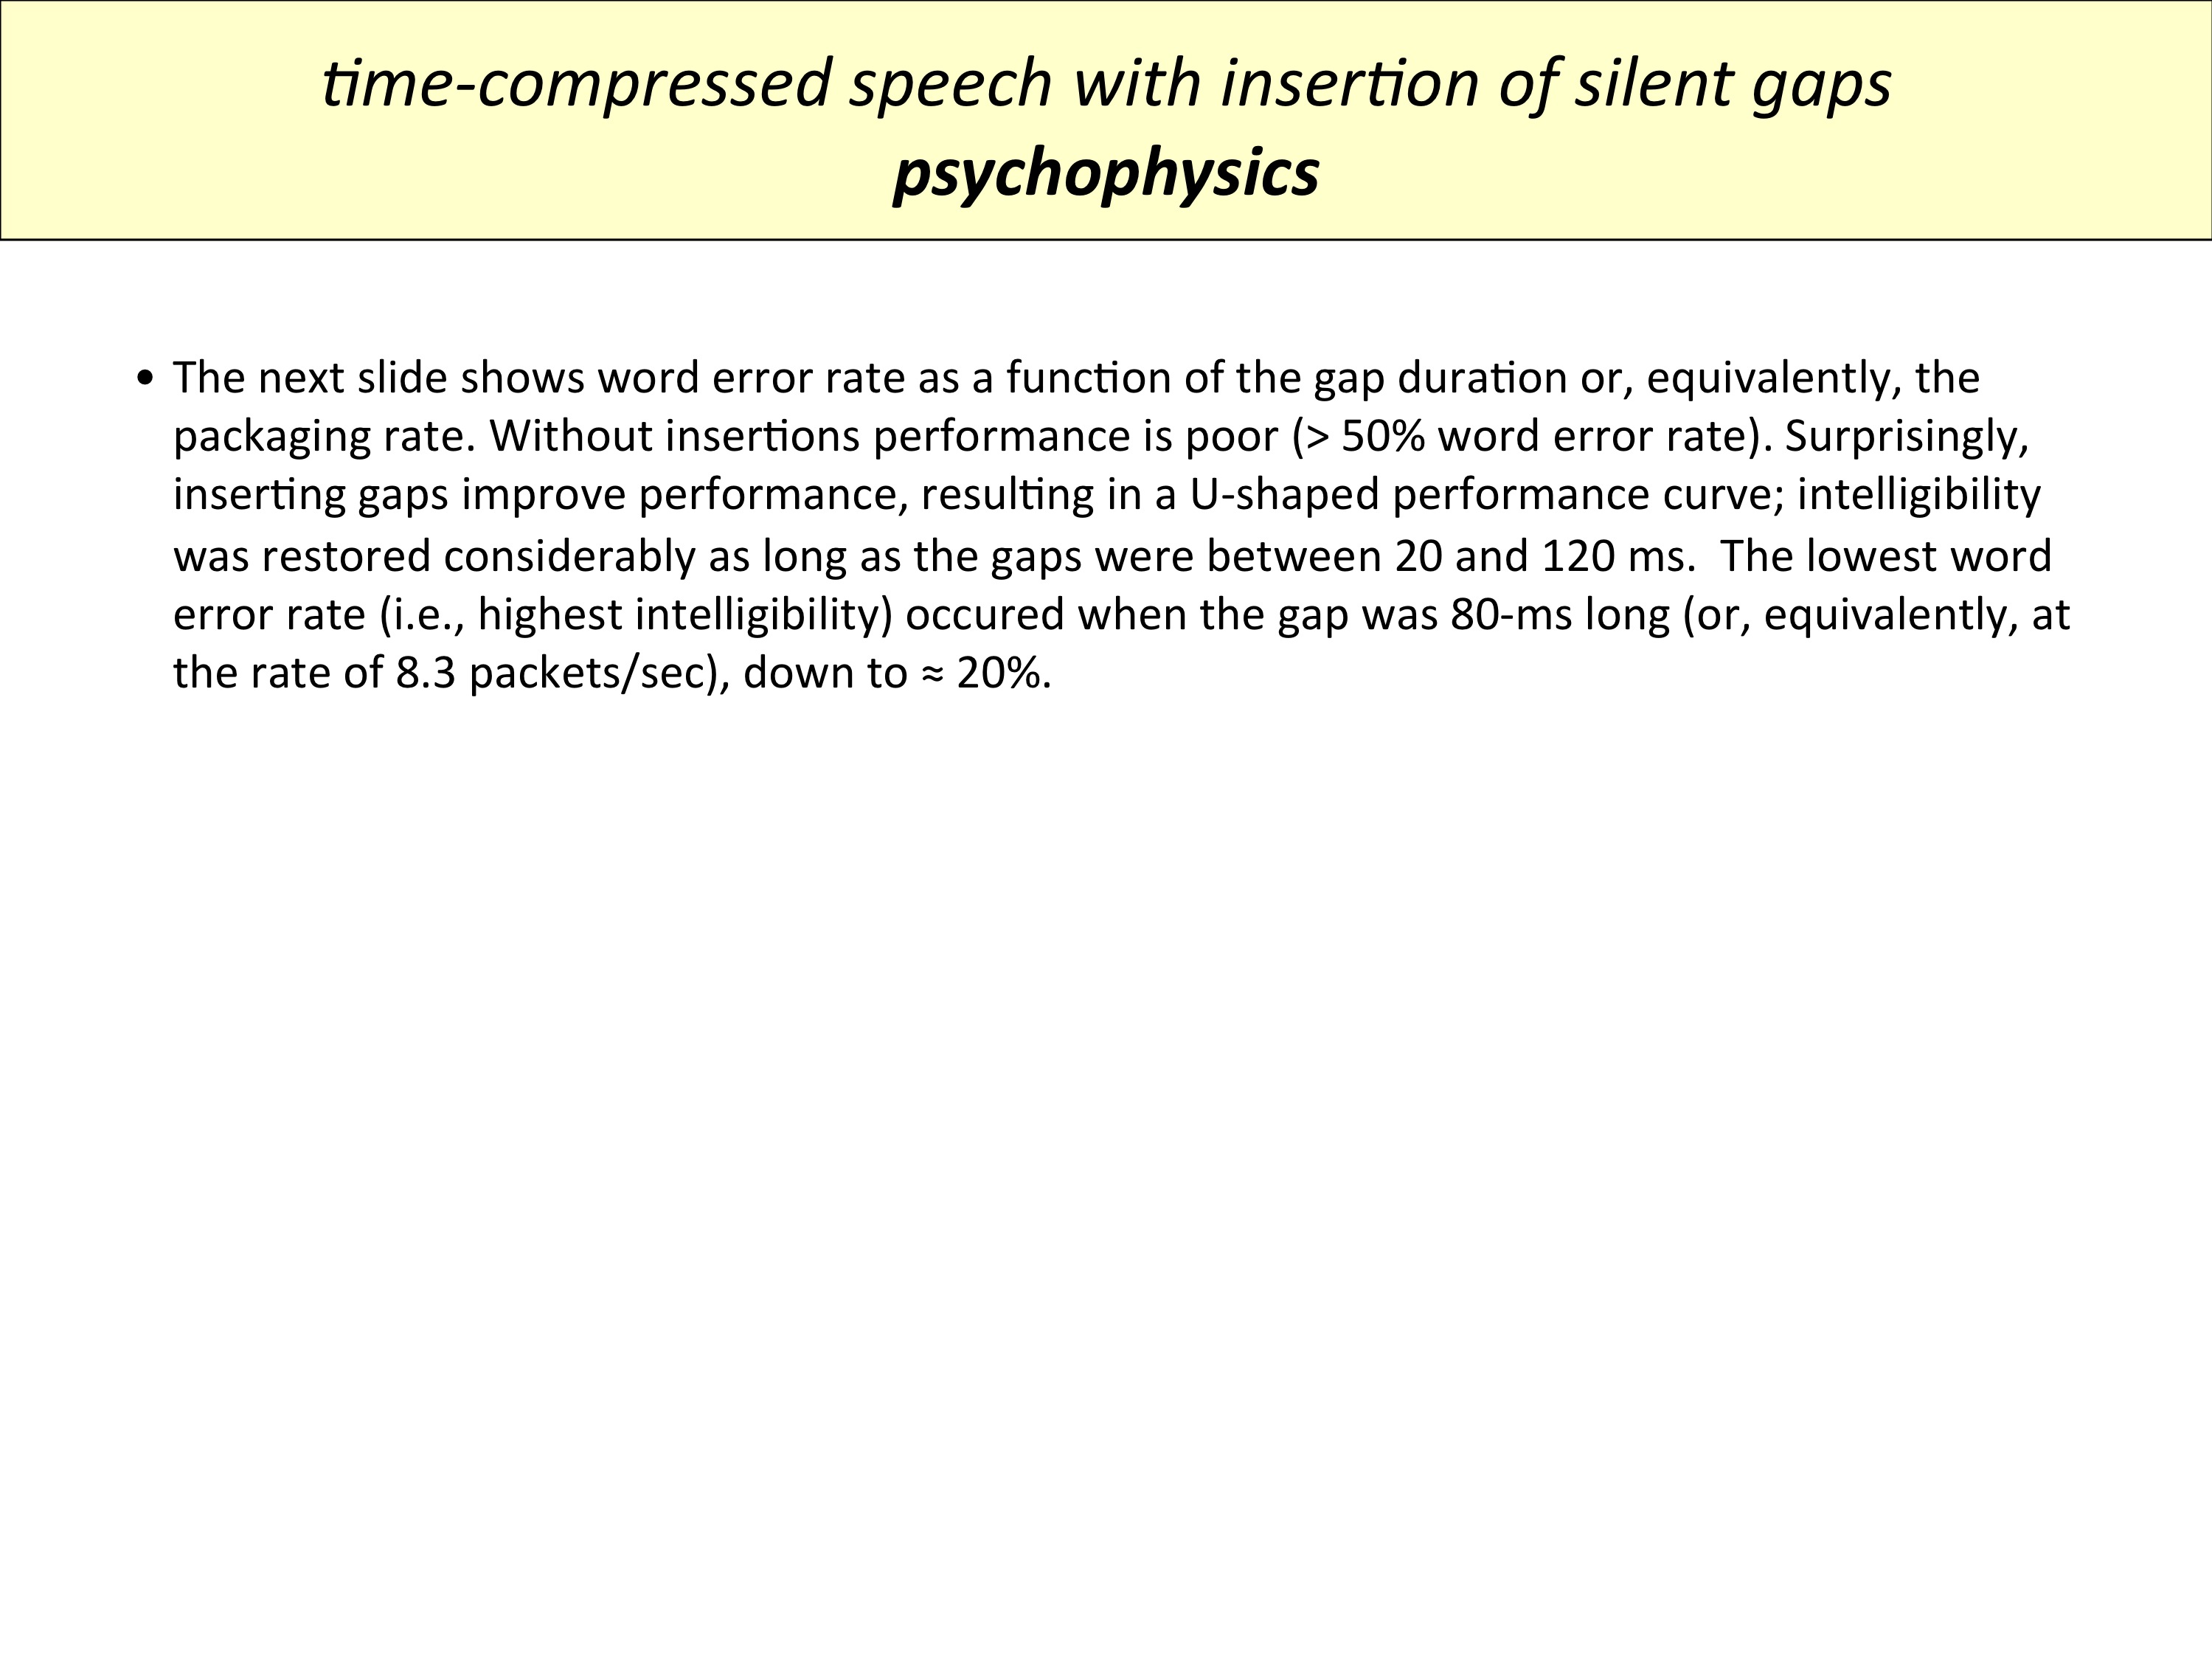 time-compressed speech with insertion of silent gaps
psychophysics
• The next slide shows word error rate as a function of the gap duration or, equivalently, the
packaging rate. Without insertions performance is poor (> 50% word error rate). Surprisingly,
inserting gaps improve performance, resulting in a U-shaped performance curve; intelligibility
was restored considerably as long as the gaps were between 20 and 120 ms.  The lowest word
error rate (i.e., highest intelligibility) occured when the gap was 80-ms long (or, equivalently, at
the rate of 8.3 packets/sec), down to ≈ 20%.